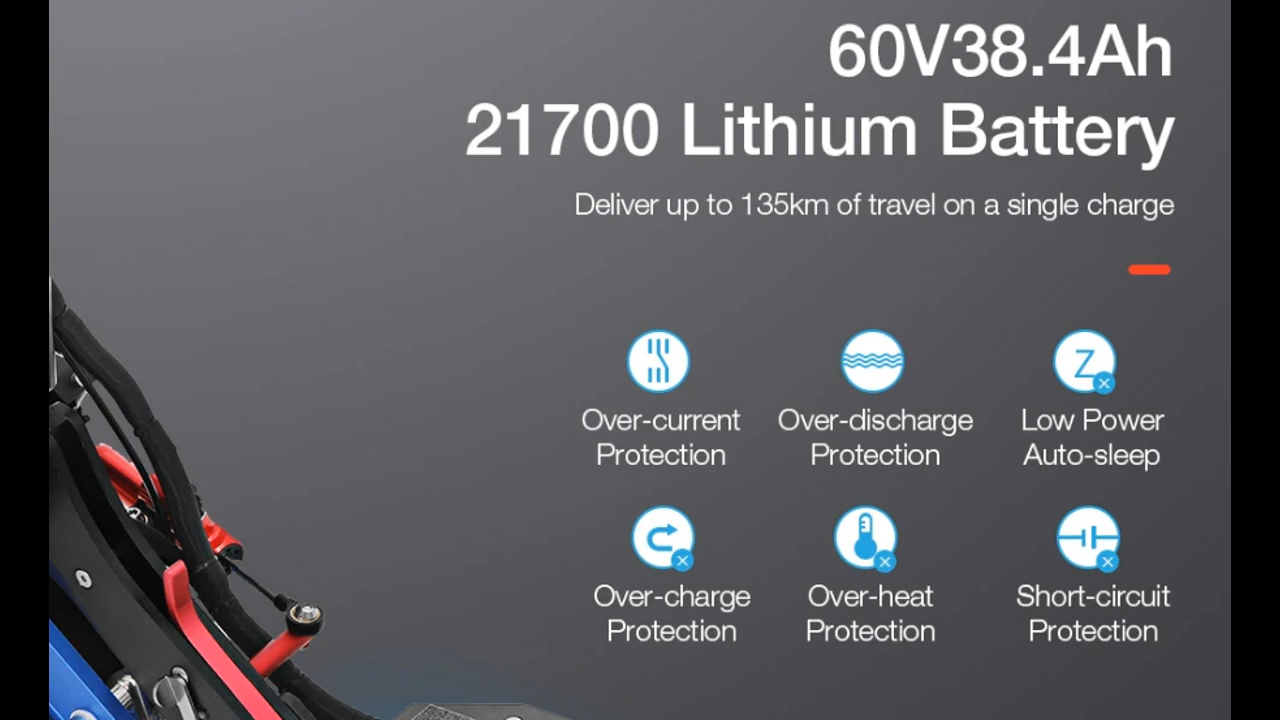 60V38.4Ah
21700 Lithium Battery
Deliver up to 135km of travel on a single charge
Over-current
Protection
Over-discharge
Protection
Low Power
Auto-sleep
Over-charge
Protection
Over-heat
Protection
Short-circuit
Protection